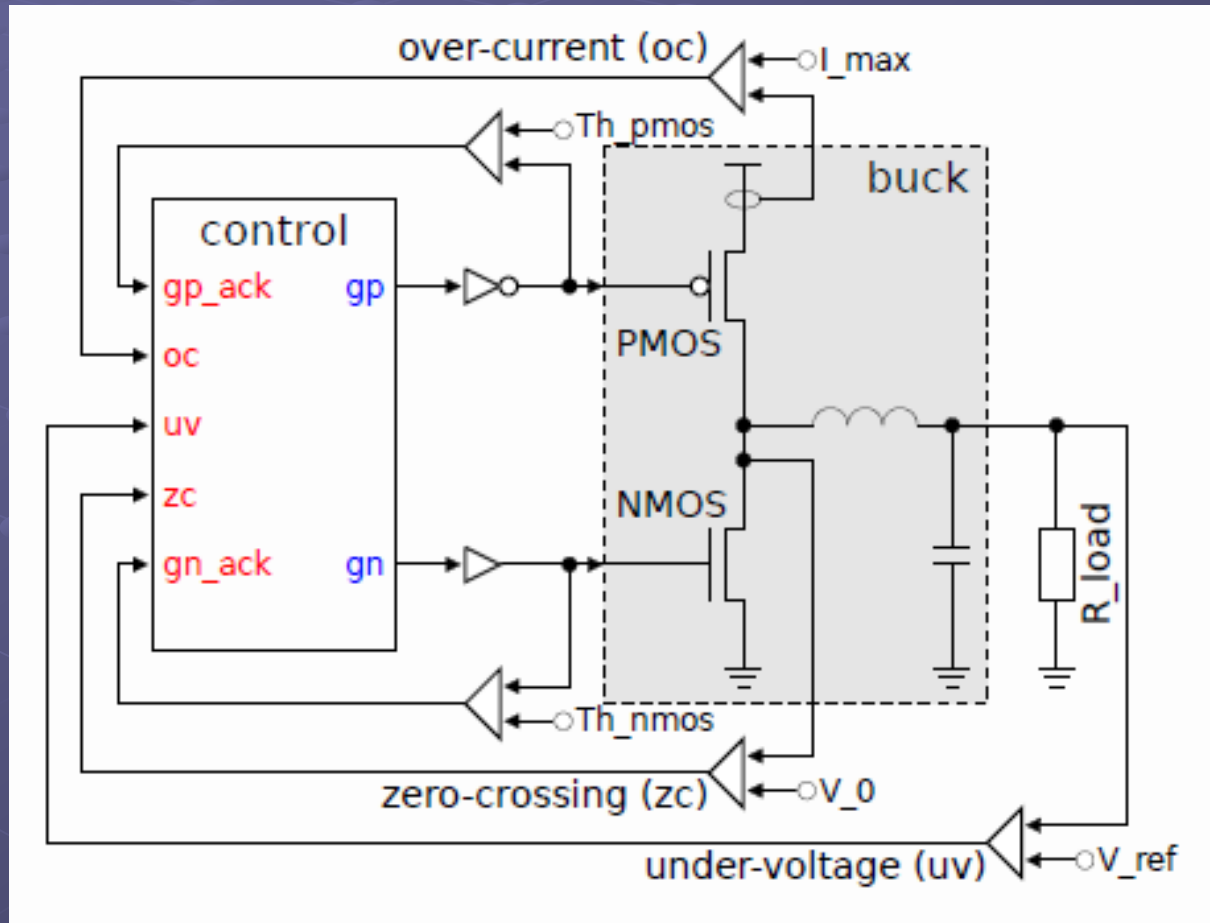 over-current (oc)
I_max
Th_pmos
buck
control
gp_ack
gp
oc
PMOS
uv
zc
NMOS
gn_ack
gn
R_load
Th_nmos
zero-crossing (zc)
V_0
under-voltage (uv)
V_ref